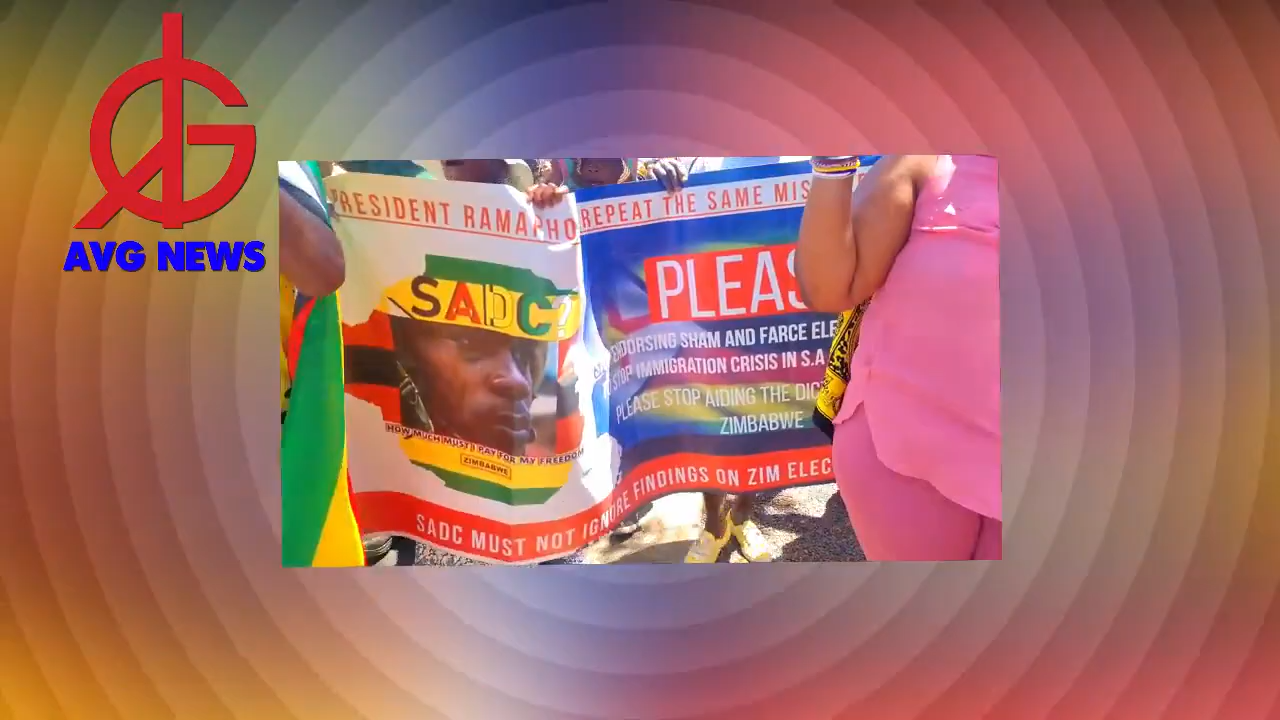 AVG NEWS
PRESIDENT RAMAPHO
SADC?
HOW MUCH MUST I PAY FOR MY FREEDOM
ZIMBABWE
SADC MUST NOT IGNORE FINDINGS ON ZIM ELEC
REPEAT THE SAME MIS
PLEAS
ENDORSING SHAM AND FARCE ELE
STOP IMMIGRATION CRISIS IN S.A
PLEASE STOP AIDING THE DIC
ZIMBABWE